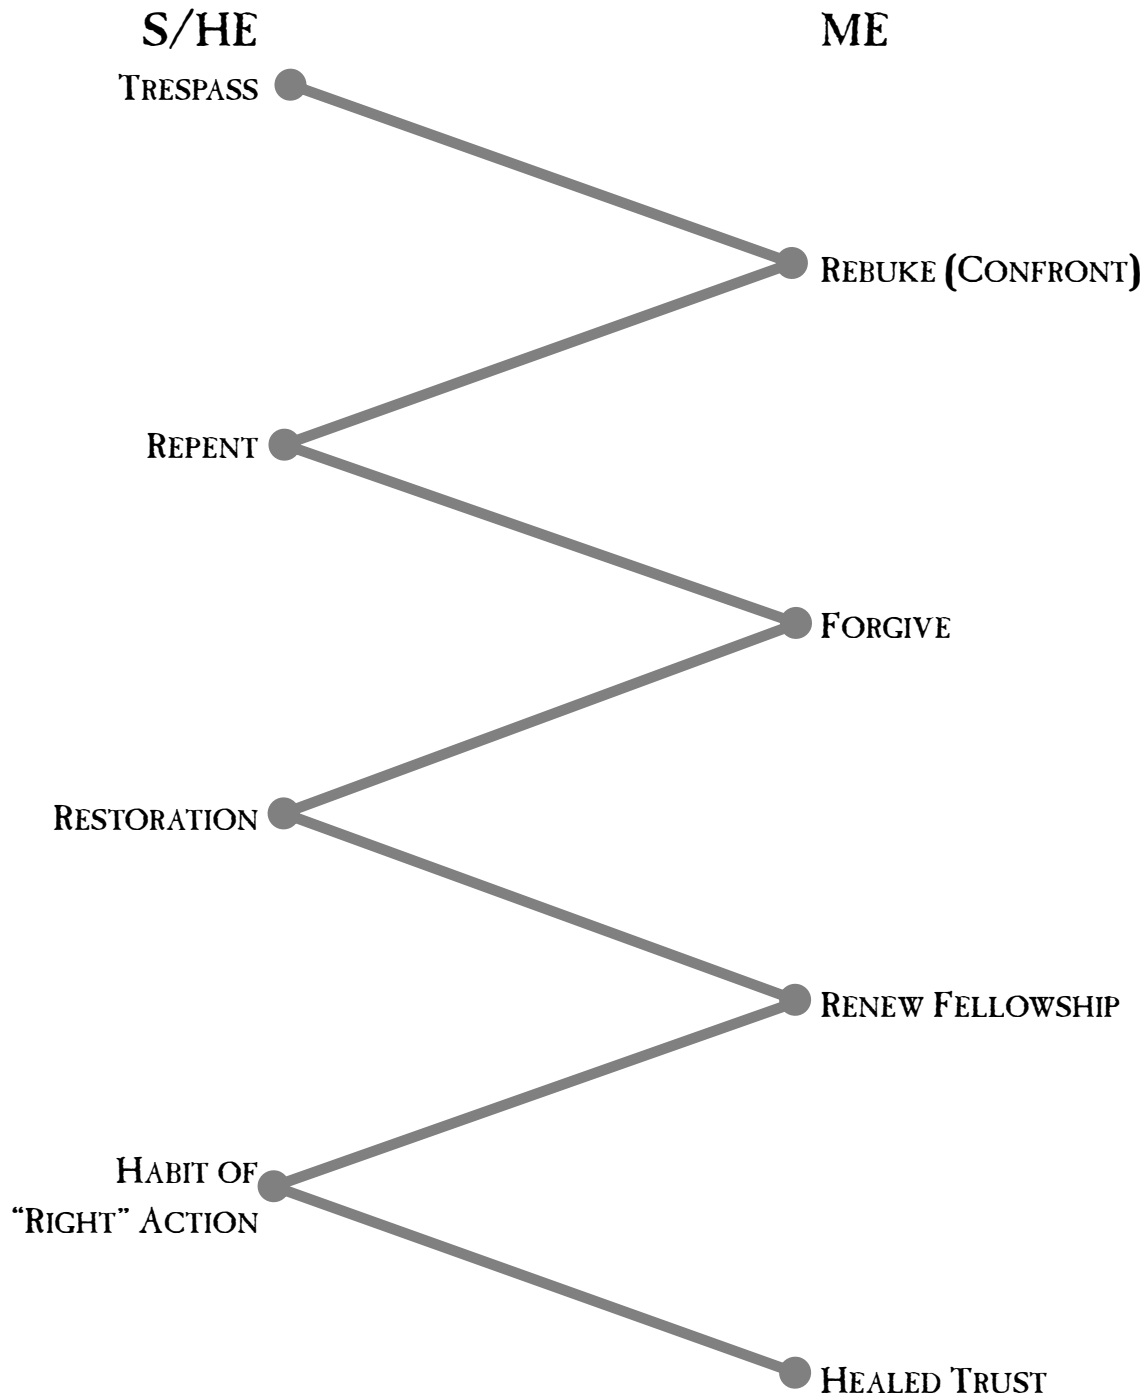 S/HE
ME
TRESPASS
REBUKE (CONFRONT)
REPENT
FORGIVE
RESTORATION
RENEW FELLOWSHIP
HABIT OF
“RIGHT” ACTION
HEALED TRUST